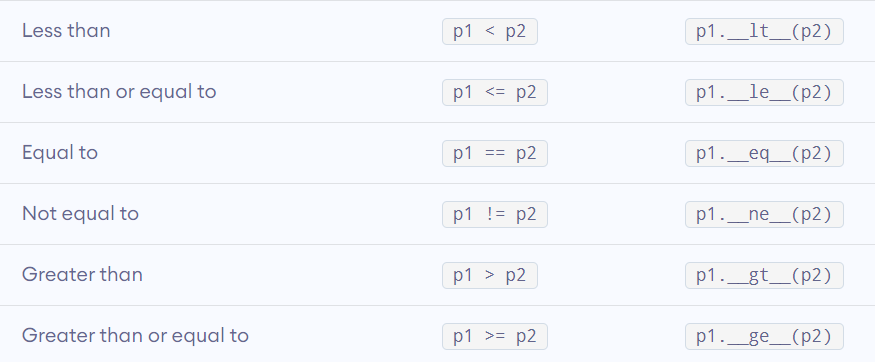 Less than p1 < p2 p1.__lt__(p2)
Less than or equal to p1 <= p2 p1.__le__(p2)
Equal to p1 == p2 p1.__eq__(p2)
Not equal to p1 != p2 p1.__ne__(p2)
Greater than p1 > p2 p1.__gt__(p2)
Greater than or equal to p1 >= p2 p1.__ge__(p2)